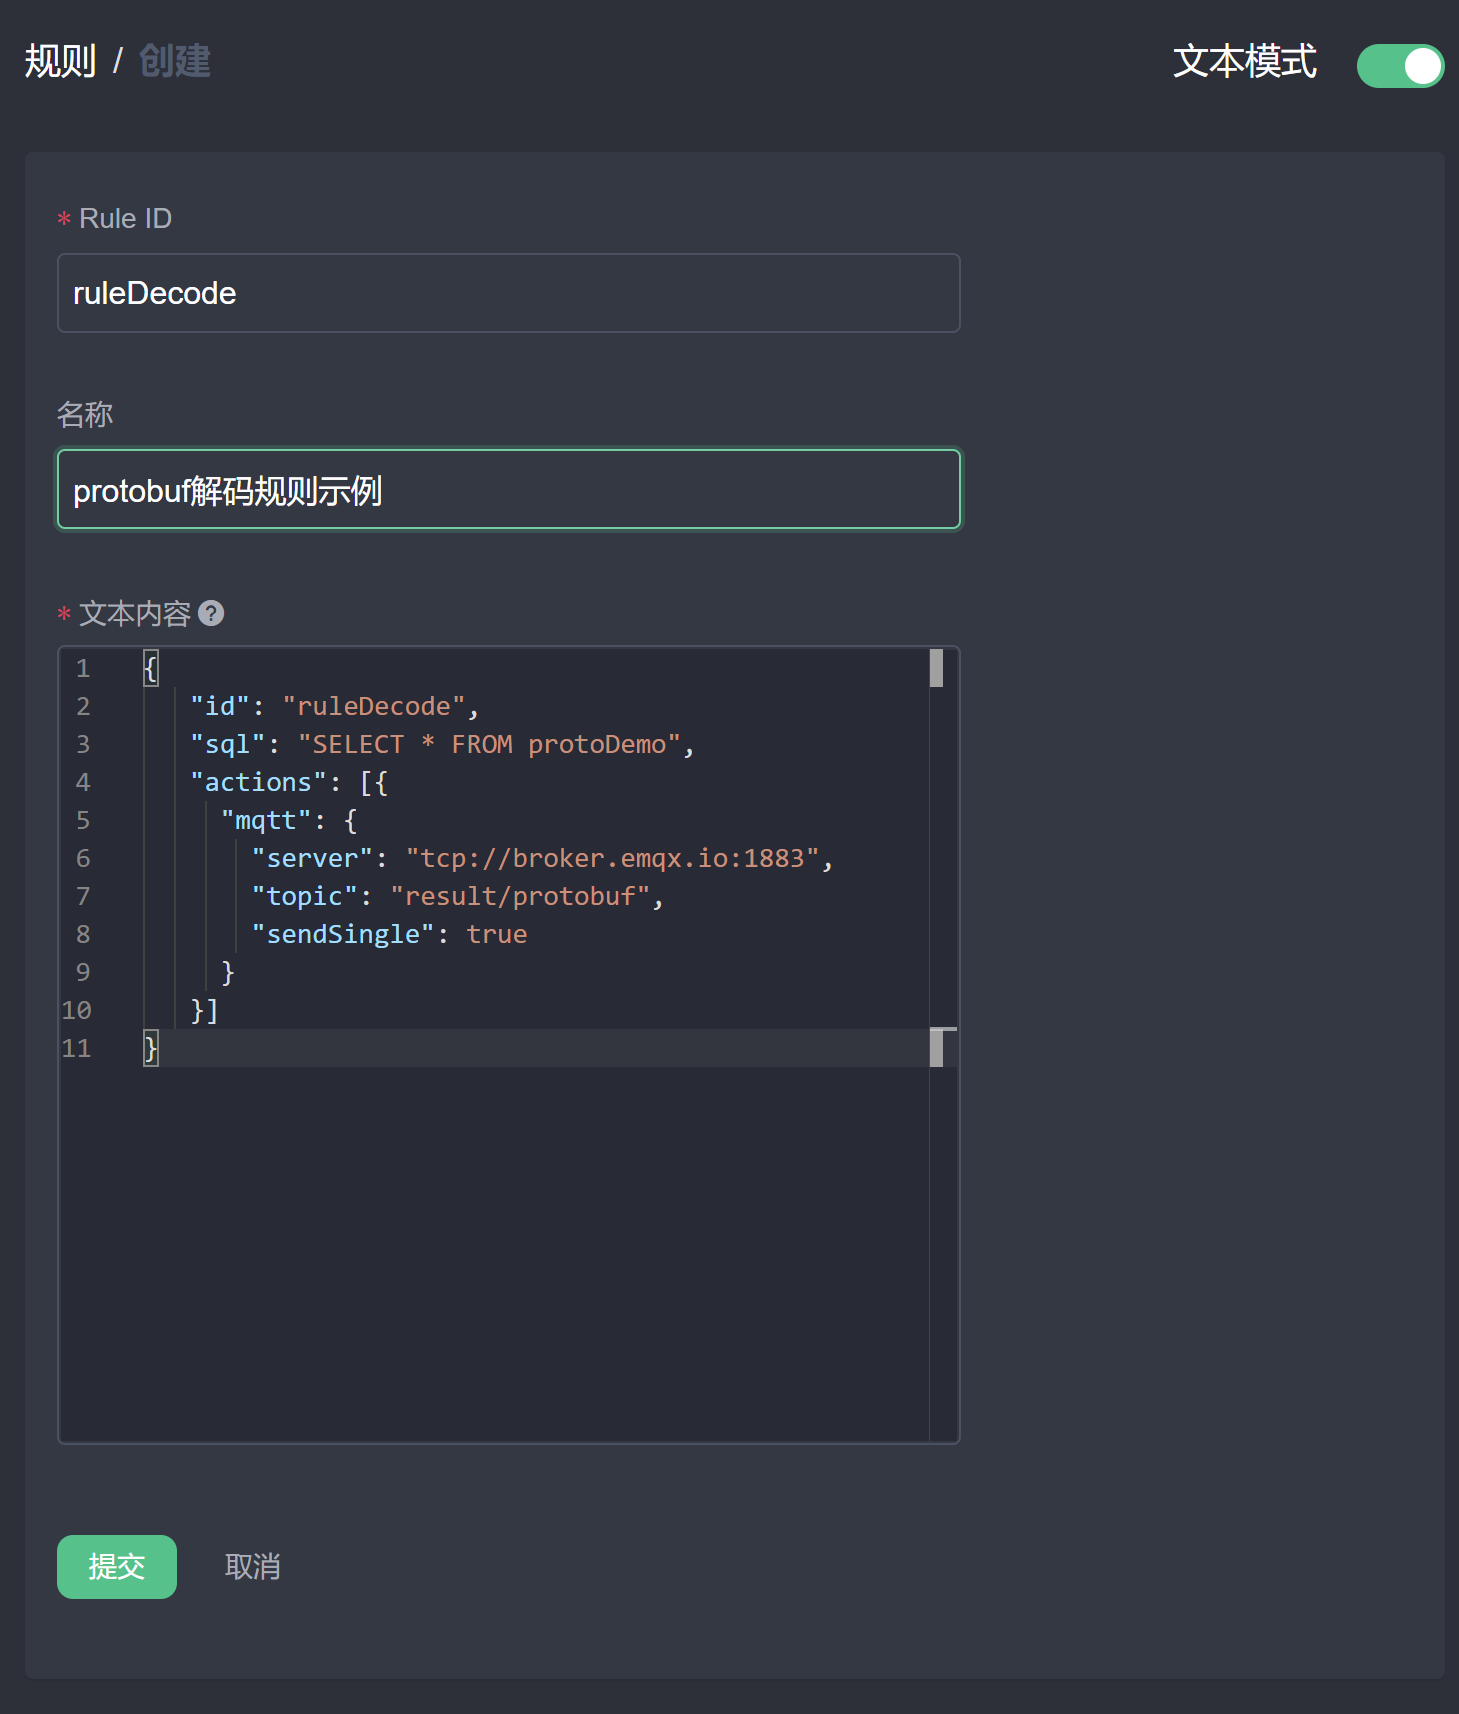 规则 / 创建
文本模式
* Rule ID
ruleDecode
名称
protobuf解码规则示例
* 文本内容 ?
1 {
2 "id": "ruleDecode",
3 "sql": "SELECT * FROM protoDemo",
4 "actions": [{
5 "mqtt": {
6 "server": "tcp://broker.emqx.io:1883",
7 "topic": "result/protobuf",
8 "sendSingle": true
9 }
10 }]
11 }
提交 取消